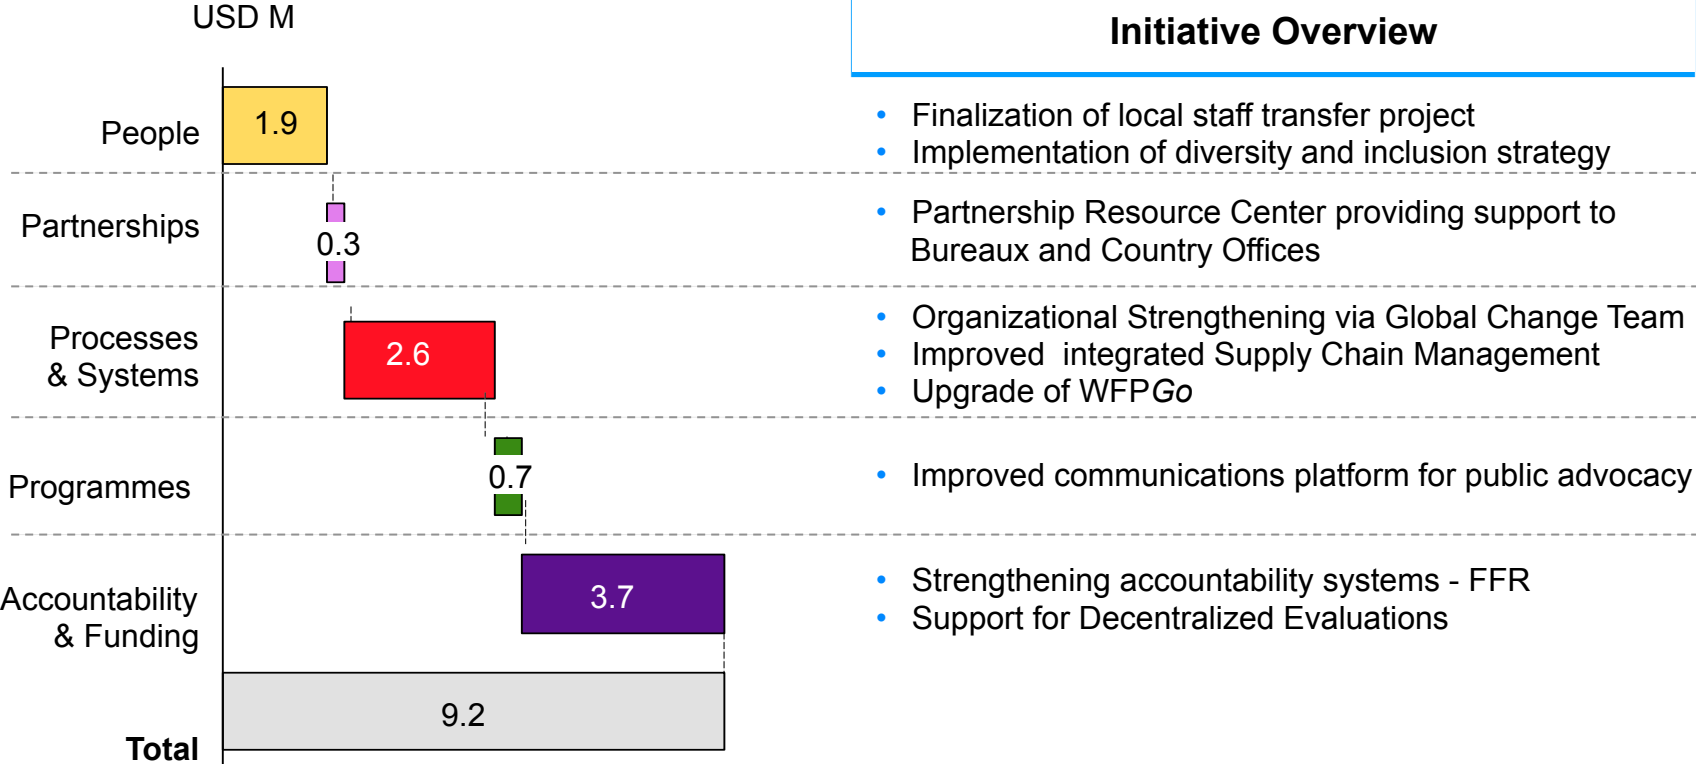 USD M
Initiative Overview
People
1.9
• Finalization of local staff transfer project
• Implementation of diversity and inclusion strategy
Partnerships
0.3
• Partnership Resource Center providing support to
Bureaux and Country Offices
Processes
& Systems
2.6
• Organizational Strengthening via Global Change Team
• Improved  integrated Supply Chain Management
• Upgrade of WFPGo
Programmes
0.7
• Improved communications platform for public advocacy
Accountability
& Funding
3.7
• Strengthening accountability systems - FFR
• Support for Decentralized Evaluations
Total
9.2